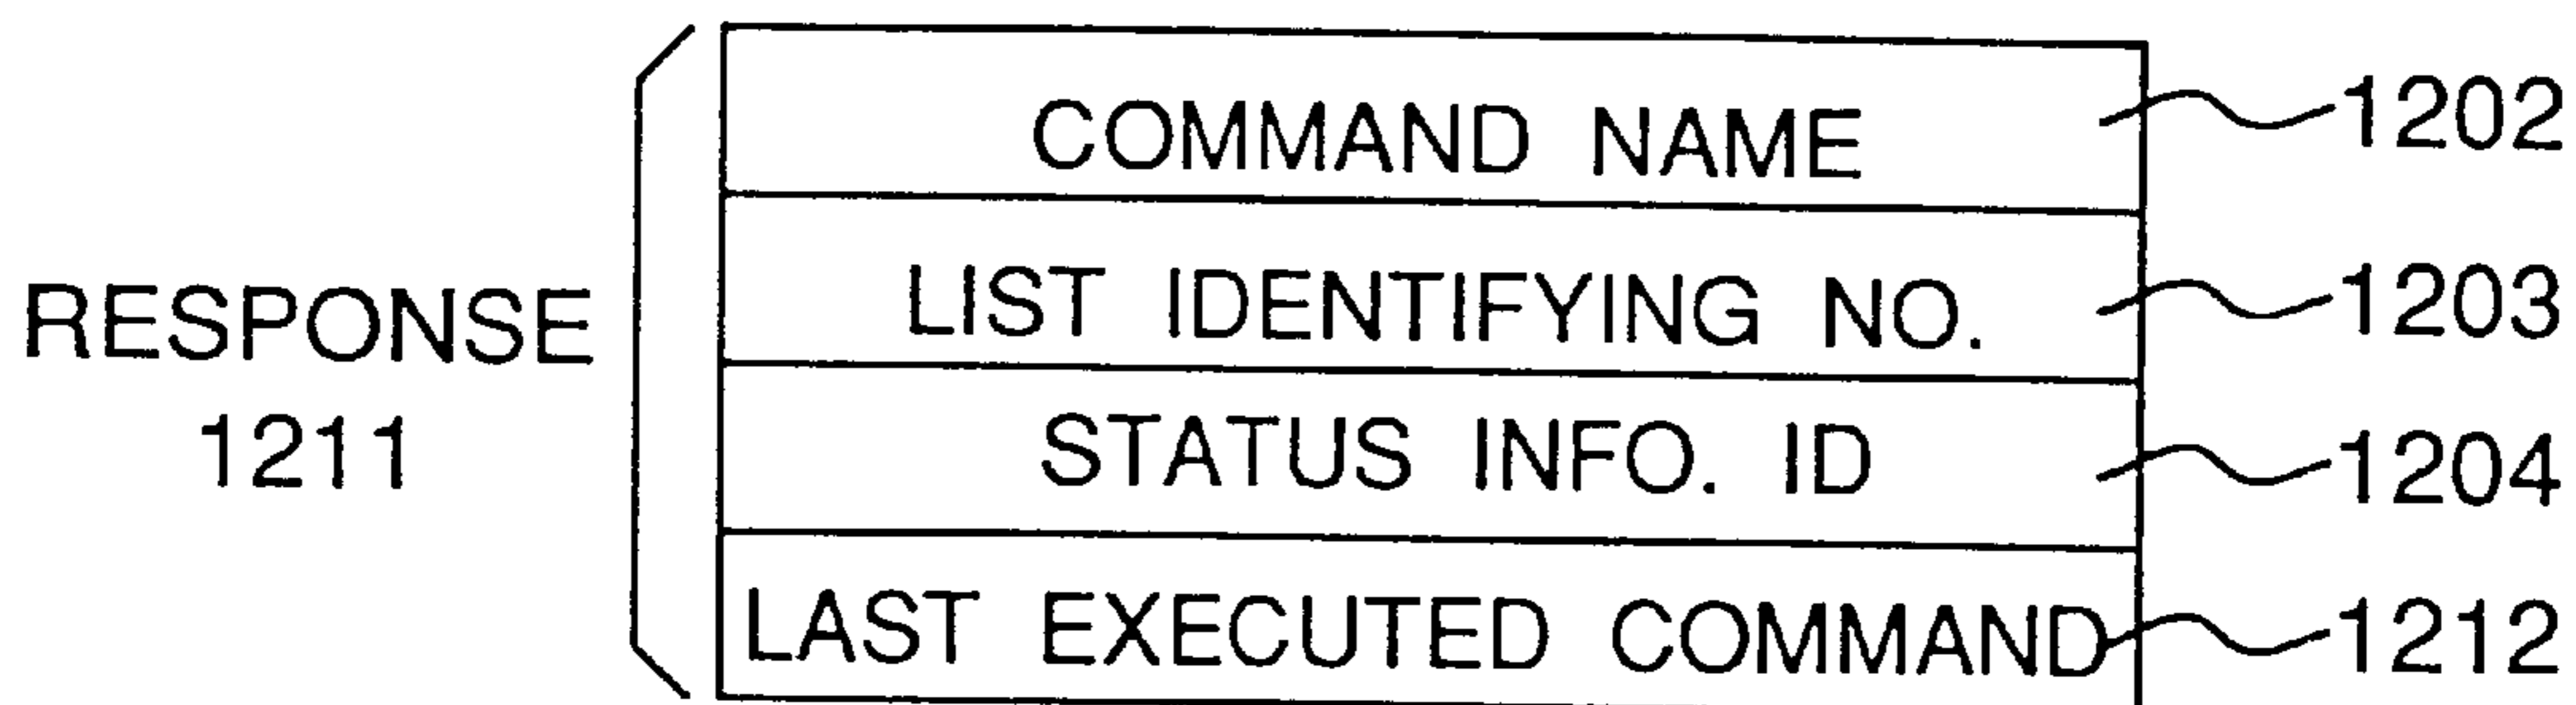 COMMAND NAME 1202
LIST IDENTIFYING NO. 1203
RESPONSE
1211
STATUS INFO. ID 1204
LAST EXECUTED COMMAND 1212